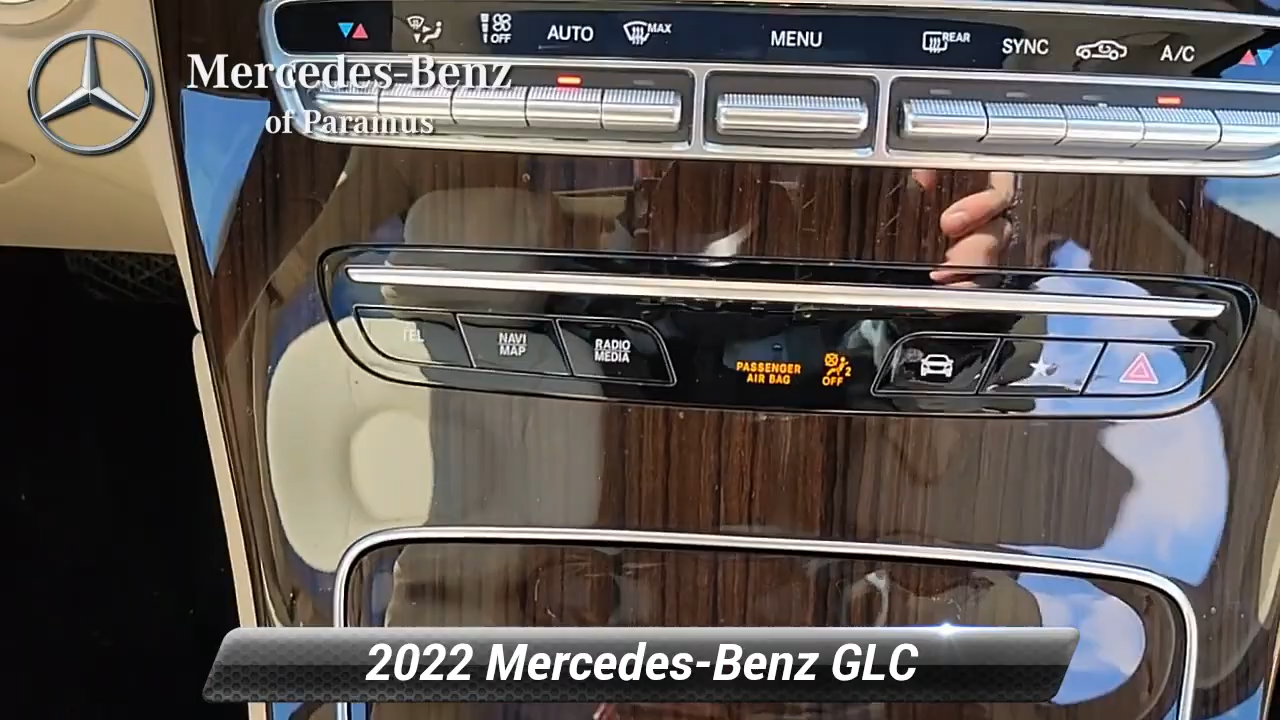 OFF
AUTO
MAX
MENU
REAR
SYNC
A/C
Mercedes-Benz
of Paramus
TEL
NAVI
MAP
RADIO
MEDIA
PASSENGER
AIR BAG
2
OFF
2022 Mercedes-Benz GLC